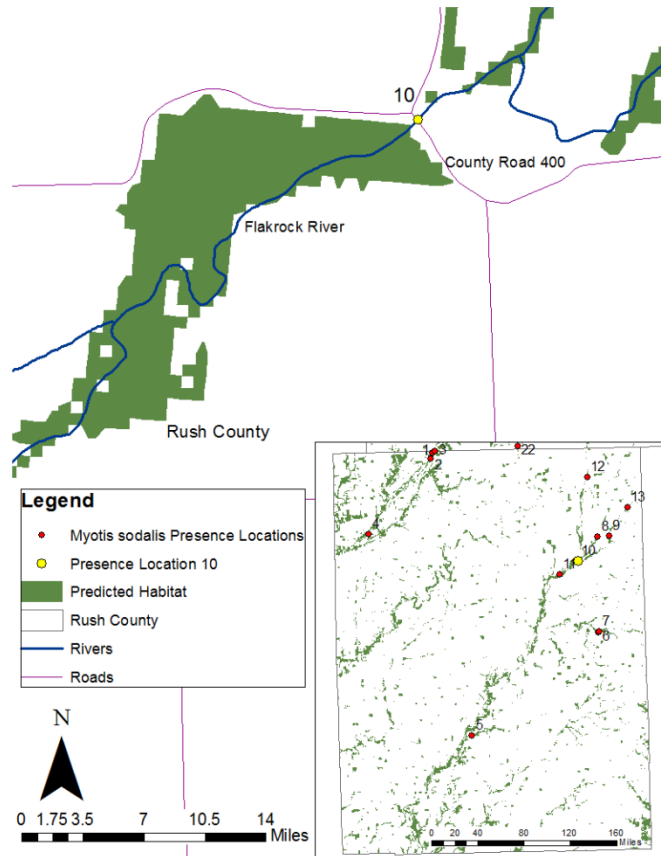 10
County Road 400
Flakrock River
Rush County
Legend
Myotis sodalis Presence Locations
Presence Location 10
Predicted Habitat
Rush County
Rivers
Roads
N
0 1.75 3.5 7 10.5 14
Miles
1 3 22
2
12
13
4
8,9
10
11
7
6
5
0 20 40 80 120 160
Miles